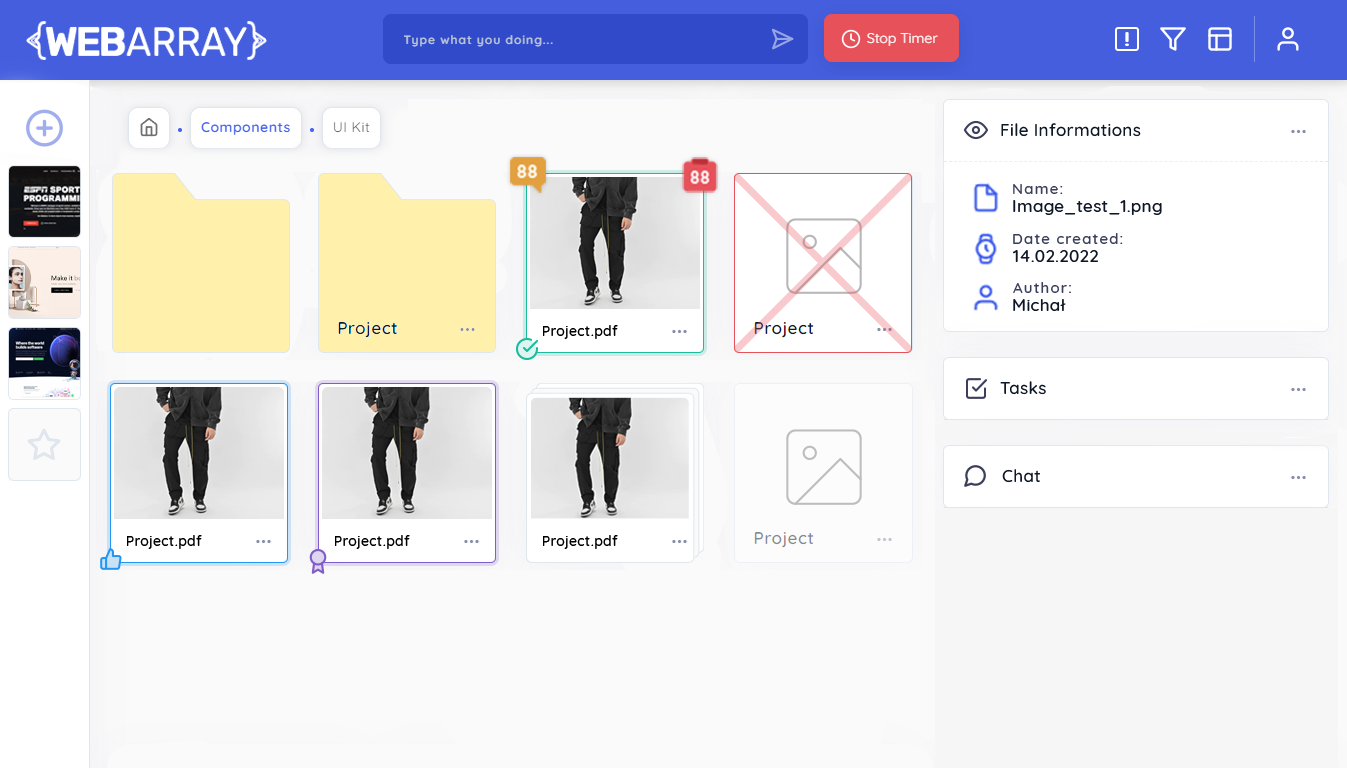 {WEBARRAY}
Type what you doing...
Stop Timer
Components
UI Kit
ESPN SPORT
PROGRAMMI
Make it bo
Where the world
builds software
88
88
Project
Project.pdf
Project
Project.pdf
Project.pdf
Project.pdf
Project
File Informations
Name:
Image_test_1.png
Date created:
14.02.2022
Author:
Michał
Tasks
Chat